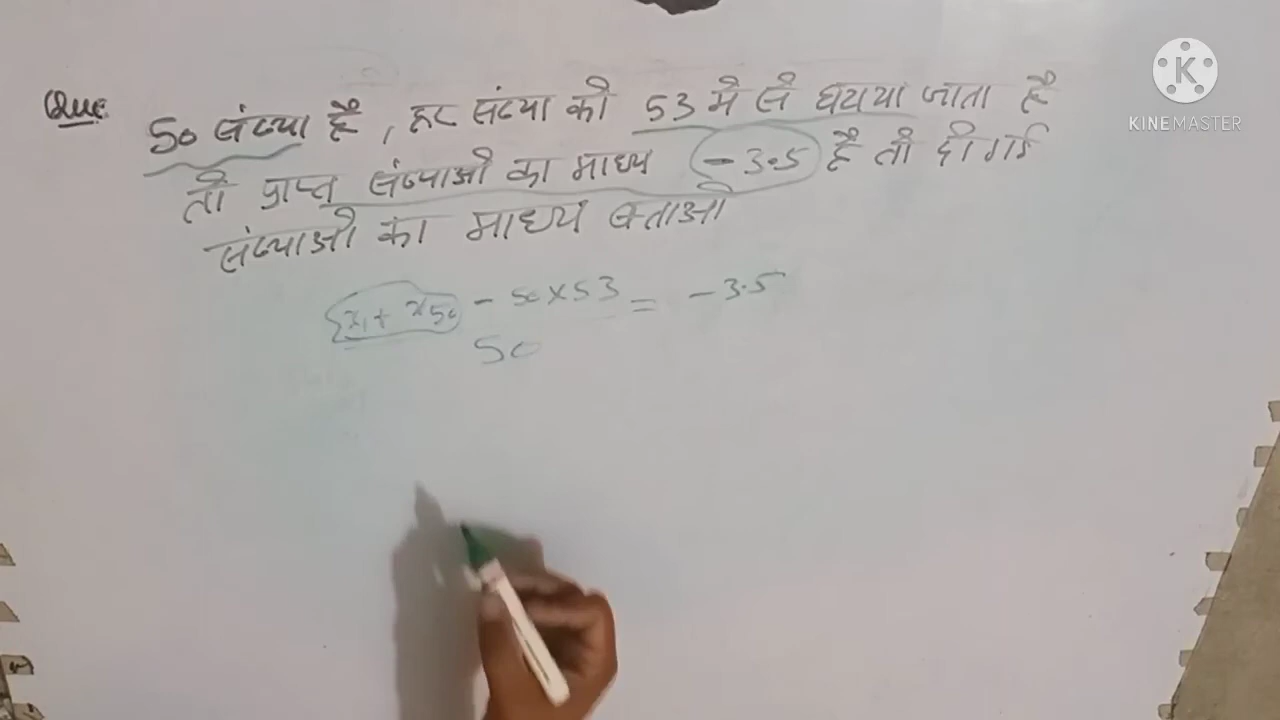 Que. 50 संख्या है, हर संख्या को 53 में से घटाया जाता है
तो प्राप्त संख्याओ का माध्य -3.5 है तो दी गई
संख्याओ का माध्य बताओ
{x₁ + x₅₀ - 50×53 = -3.5
50
K
KINEMASTER